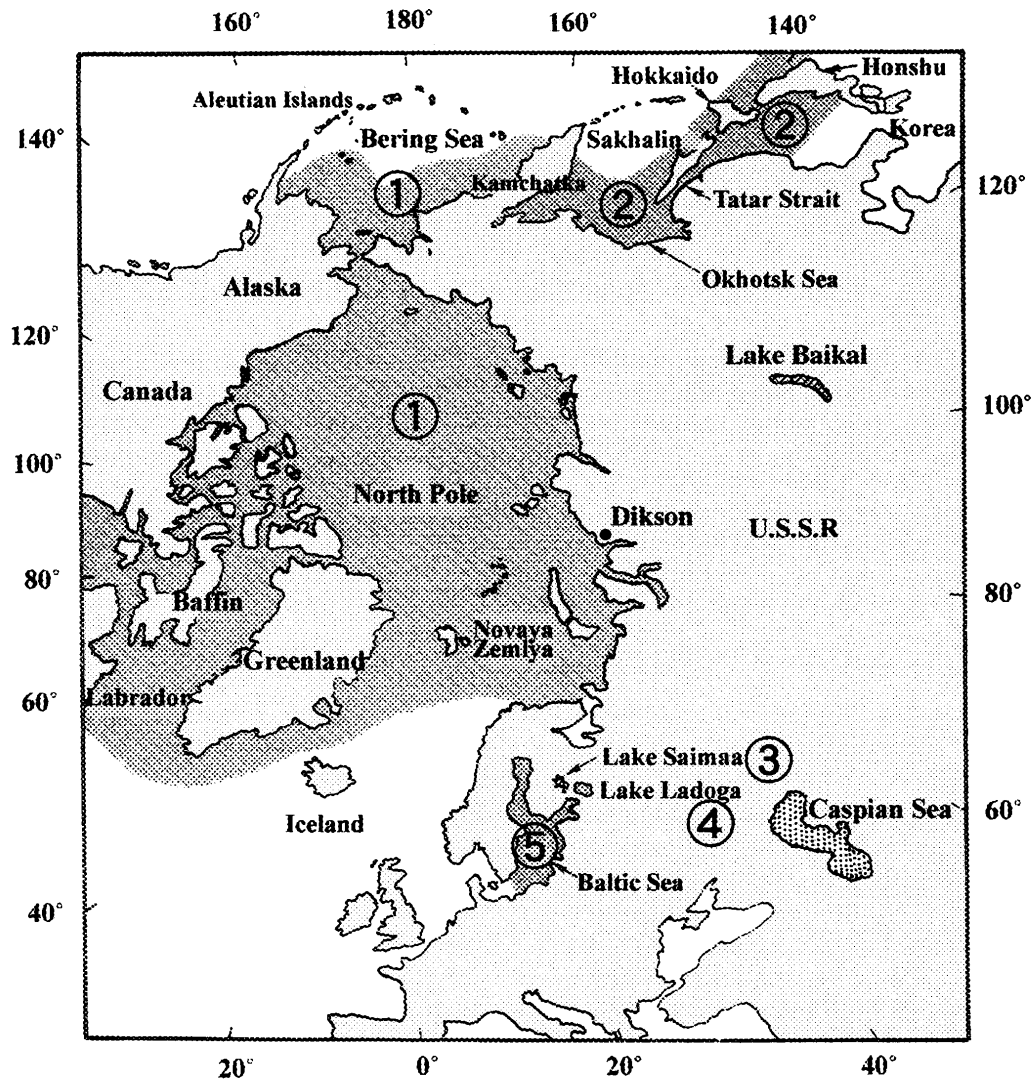 160° 180° 160° 140°
Hokkaido
Honshu
Aleutian Islands
140°
Bering Sea
Sakhalin
②
Korea
①
Kamchatka
②
Tatar Strait
120°
Alaska
Okhotsk Sea
120°
Lake Baikal
Canada
①
100°
100°
North Pole
Dikson
U.S.S.R
80°
80°
Baffin
Novaya
Zemlya
Greenland
Labrador
60°
Lake Saimaa
③
Lake Ladoga
Iceland
④
Caspian Sea
60°
⑤
Baltic Sea
40°
20° 0° 20° 40°